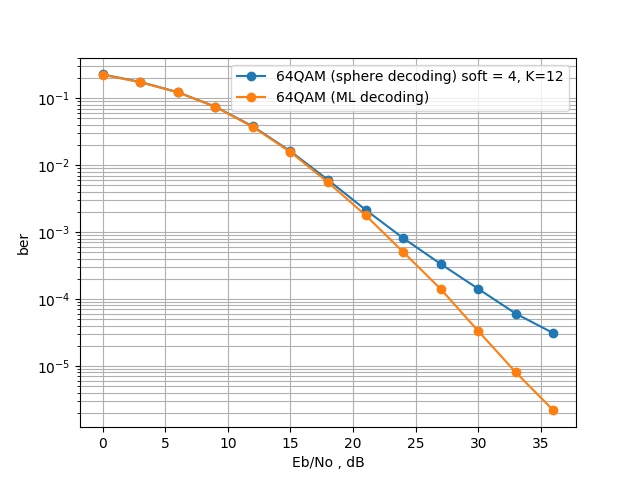 64QAM (sphere decoding) soft = 4, K=12
64QAM (ML decoding)
ber
10⁻¹
10⁻²
10⁻³
10⁻⁴
10⁻⁵
0 5 10 15 20 25 30 35
Eb/No , dB